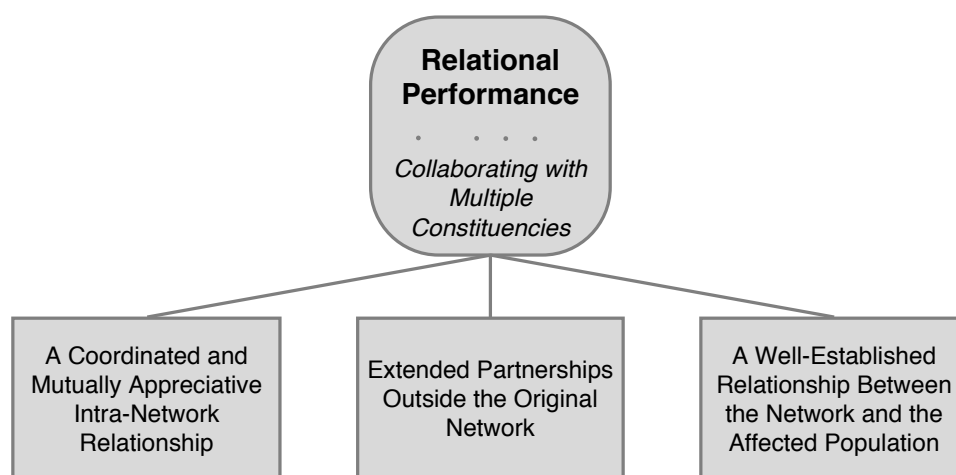 Relational
Performance
. . . .
Collaborating with
Multiple
Constituencies
A Coordinated and
Mutually Appreciative
Intra-Network
Relationship
Extended Partnerships
Outside the Original
Network
A Well-Established
Relationship Between
the Network and the
Affected Population